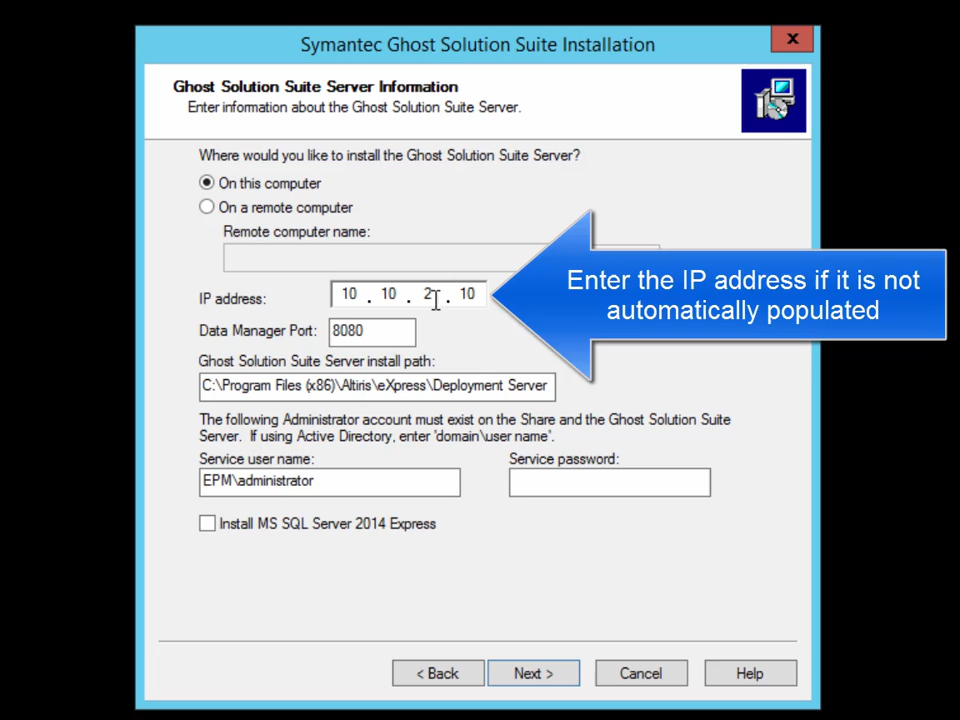 Symantec Ghost Solution Suite Installation
x
Ghost Solution Suite Server Information
Enter information about the Ghost Solution Suite Server.
Where would you like to install the Ghost Solution Suite Server?
On this computer
On a remote computer
Remote computer name:
IP address: 10 . 10 . 2 . 10
Enter the IP address if it is not
automatically populated
Data Manager Port: 8080
Ghost Solution Suite Server install path:
C:\Program Files (x86)\Altiris\eXpress\Deployment Server
The following Administrator account must exist on the Share and the Ghost Solution Suite
Server. If using Active Directory, enter 'domain\user name'.
Service user name: Service password:
EPM\administrator
Install MS SQL Server 2014 Express
< Back Next > Cancel Help